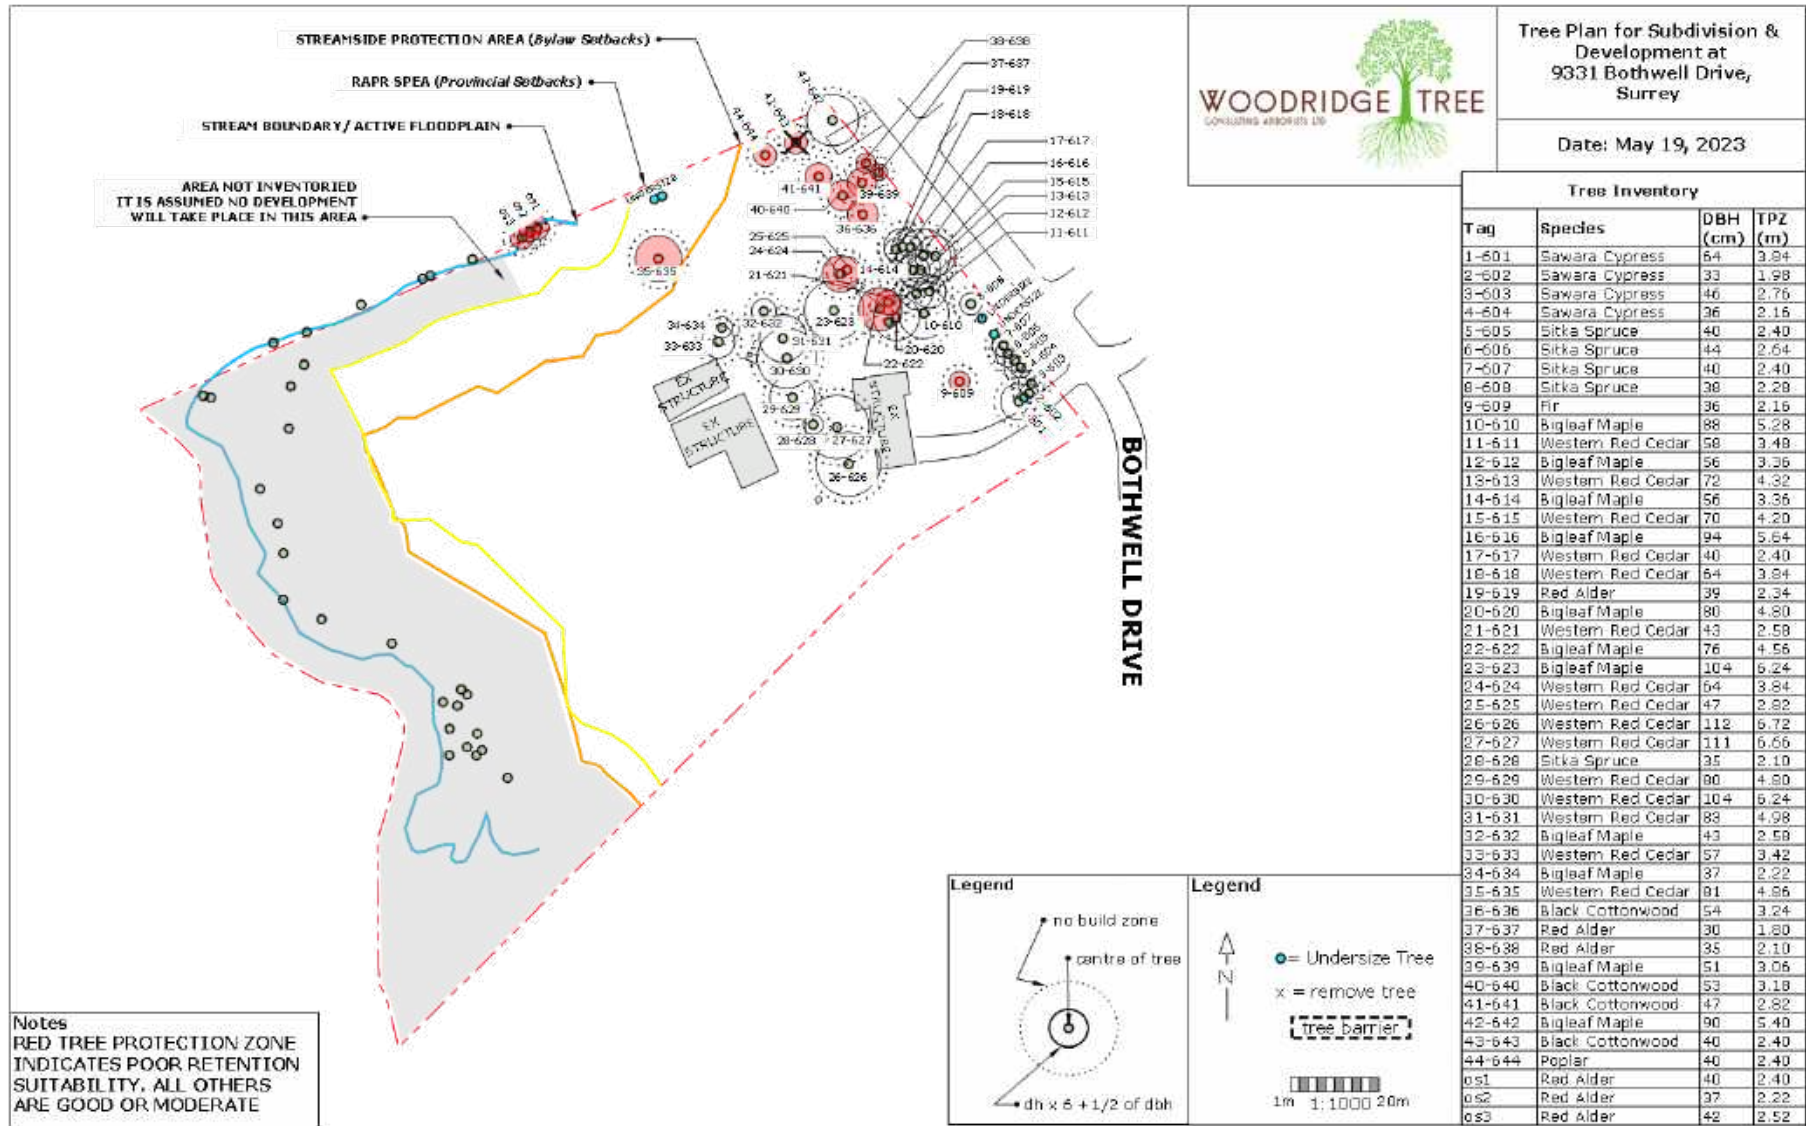 STREAMSIDE PROTECTION AREA (Bylaw Setbacks)
RAPR SPEA (Provincial Setbacks)
STREAM BOUNDARY / ACTIVE FLOODPLAIN
AREA NOT INVENTORIED
IT IS ASSUMED NO DEVELOPMENT
WILL TAKE PLACE IN THIS AREA
38-638
37-637
19-619
18-618
17-617
16-616
15-615
13-613
12-612
11-611
41-641
39-639
40-640
36-636
25-625
24-624
14-614
21-621
35-635
34-634
32-632
23-623
10-610
33-633
31-631
20-620
30-630
22-622
9-609
29-629
28-628
27-627
26-626
EX
STRUCTURE
EX
STRUCTURE
EX
STRUCTURE
BOTHWELL DRIVE
WOODRIDGE TREE
CONSULTING ARBORISTS LTD
Tree Plan for Subdivision &
Development at
9331 Bothwell Drive,
Surrey
Date: May 19, 2023
Tree Inventory
Tag Species DBH (cm) TPZ (m)
1-601 Sawara Cypress 64 3.84
2-602 Sawara Cypress 33 1.98
3-603 Sawara Cypress 46 2.76
4-604 Sawara Cypress 36 2.16
5-605 Sitka Spruce 40 2.40
6-606 Sitka Spruce 44 2.64
7-607 Sitka Spruce 40 2.40
8-608 Sitka Spruce 38 2.28
9-609 Fir 36 2.16
10-610 Bigleaf Maple 88 5.28
11-611 Western Red Cedar 58 3.48
12-612 Bigleaf Maple 56 3.36
13-613 Western Red Cedar 72 4.32
14-614 Bigleaf Maple 56 3.36
15-615 Western Red Cedar 70 4.20
16-616 Bigleaf Maple 94 5.64
17-617 Western Red Cedar 40 2.40
18-618 Western Red Cedar 64 3.84
19-619 Red Alder 39 2.34
20-620 Bigleaf Maple 80 4.80
21-621 Western Red Cedar 43 2.58
22-622 Bigleaf Maple 76 4.56
23-623 Bigleaf Maple 104 6.24
24-624 Western Red Cedar 64 3.84
25-625 Western Red Cedar 47 2.82
26-626 Western Red Cedar 112 6.72
27-627 Western Red Cedar 111 6.66
28-628 Sitka Spruce 35 2.10
29-629 Western Red Cedar 80 4.80
30-630 Western Red Cedar 104 6.24
31-631 Western Red Cedar 83 4.98
32-632 Bigleaf Maple 43 2.58
33-633 Western Red Cedar 57 3.42
34-634 Bigleaf Maple 37 2.22
35-635 Western Red Cedar 81 4.86
36-636 Black Cottonwood 54 3.24
37-637 Red Alder 30 1.80
38-638 Red Alder 35 2.10
39-639 Bigleaf Maple 51 3.06
40-640 Black Cottonwood 53 3.18
41-641 Black Cottonwood 47 2.82
42-642 Bigleaf Maple 90 5.40
43-643 Black Cottonwood 40 2.40
44-644 Poplar 40 2.40
os1 Red Alder 40 2.40
os2 Red Alder 37 2.22
os3 Red Alder 42 2.52
Legend
no build zone
centre of tree
dh x 6 + 1/2 of dbh
Legend
N
= Undersize Tree
x = remove tree
tree barrier
1m 1:1000 20m
Notes
RED TREE PROTECTION ZONE
INDICATES POOR RETENTION
SUITABILITY. ALL OTHERS
ARE GOOD OR MODERATE